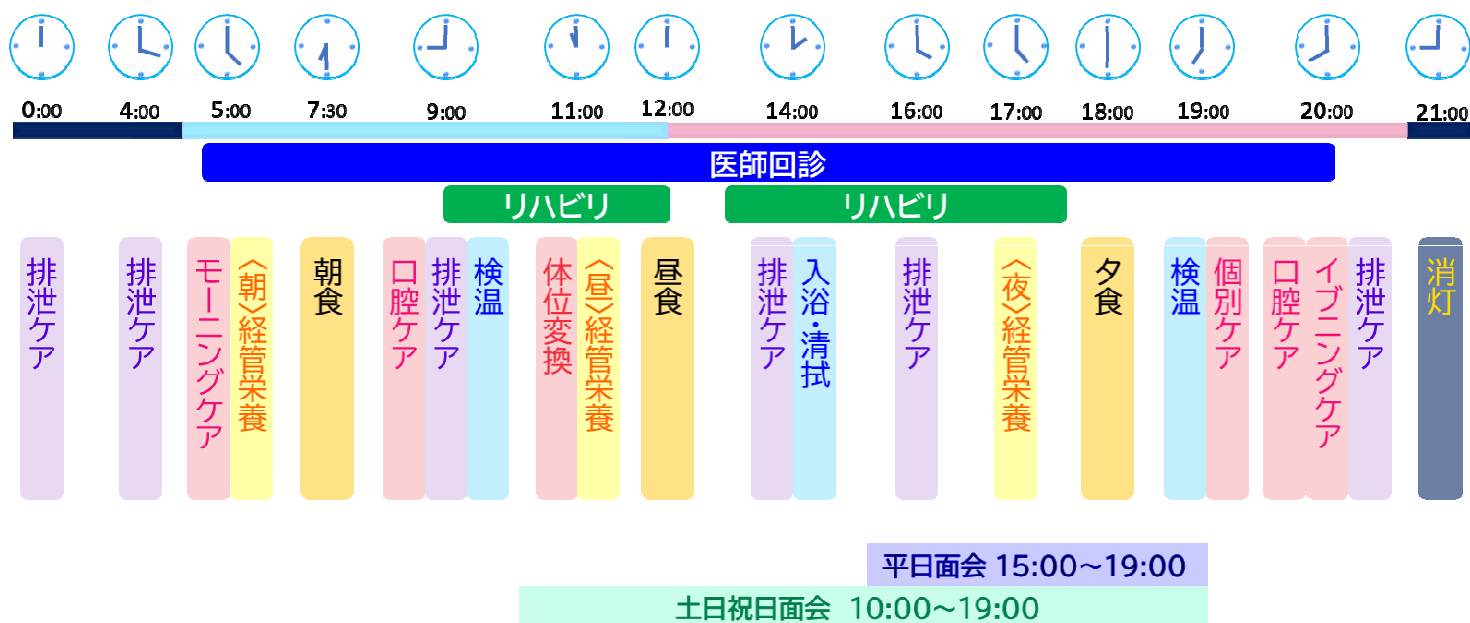 0:00
4:00
5:00
7:30
9:00
11:00
12:00
14:00
16:00
17:00
18:00
19:00
20:00
21:00
医師回診
リハビリ
リハビリ
排泄ケア
排泄ケア
モーニングケア
〈朝〉経管栄養
朝食
口腔ケア
排泄ケア
検温
体位変換
〈昼〉経管栄養
昼食
排泄ケア
入浴・清拭
排泄ケア
〈夜〉経管栄養
夕食
検温
個別ケア
口腔ケア
イブニングケア
排泄ケア
消灯
平日面会 15:00～19:00
土日祝日面会 10:00～19:00